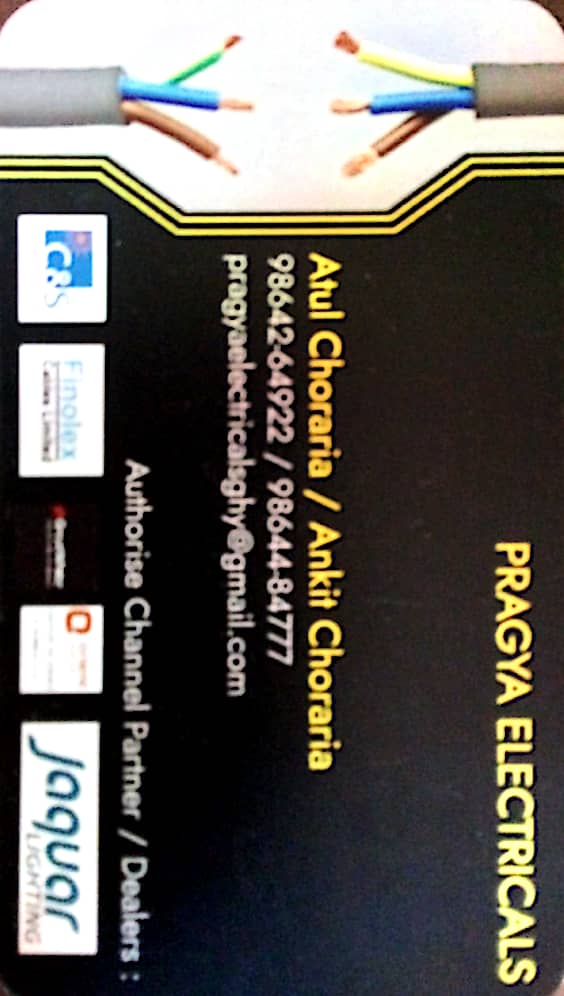 PRAGYA ELECTRICALS
Atul Choraria / Ankit Choraria
98642-64922 / 98644-84777
pragyaelectricalsghy@gmail.com
Authorise Channel Partner / Dealers :
C&S
Finolex
Cables Limited
Jaquar
LIGHTING